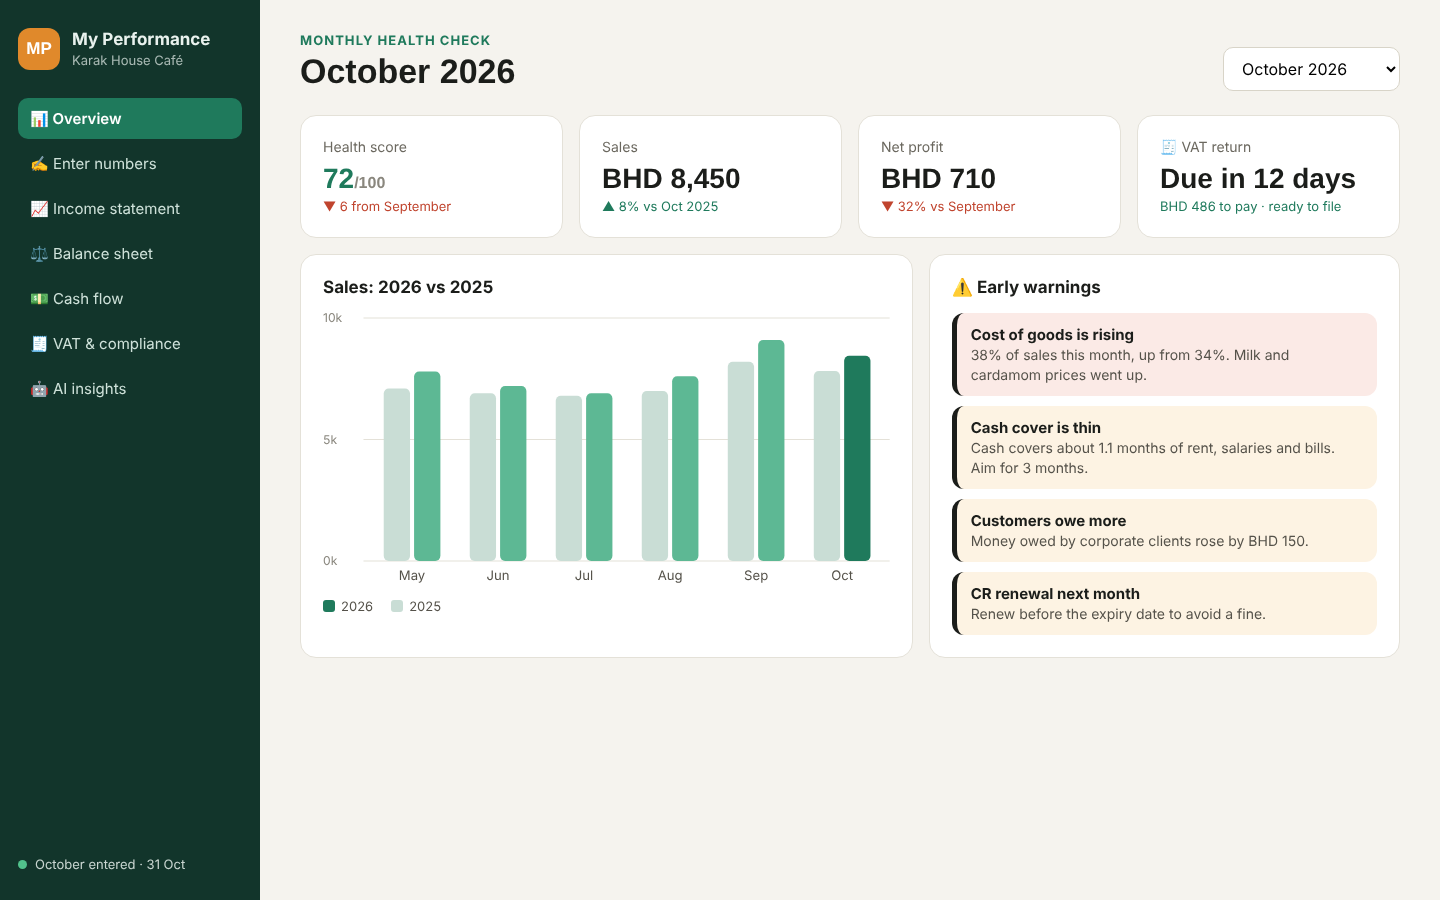 MP
My Performance
Karak House Café
📊 Overview
✍️ Enter numbers
📈 Income statement
⚖️ Balance sheet
💵 Cash flow
🧾 VAT & compliance
🤖 AI insights
October entered · 31 Oct
MONTHLY HEALTH CHECK
October 2026
October 2026
Health score
72/100
▼ 6 from September
Sales
BHD 8,450
▲ 8% vs Oct 2025
Net profit
BHD 710
▼ 32% vs September
🧾 VAT return
Due in 12 days
BHD 486 to pay · ready to file
Sales: 2026 vs 2025
10k
5k
0k
May Jun Jul Aug Sep Oct
2026 2025
⚠️ Early warnings
Cost of goods is rising
38% of sales this month, up from 34%. Milk and
cardamom prices went up.
Cash cover is thin
Cash covers about 1.1 months of rent, salaries and bills.
Aim for 3 months.
Customers owe more
Money owed by corporate clients rose by BHD 150.
CR renewal next month
Renew before the expiry date to avoid a fine.